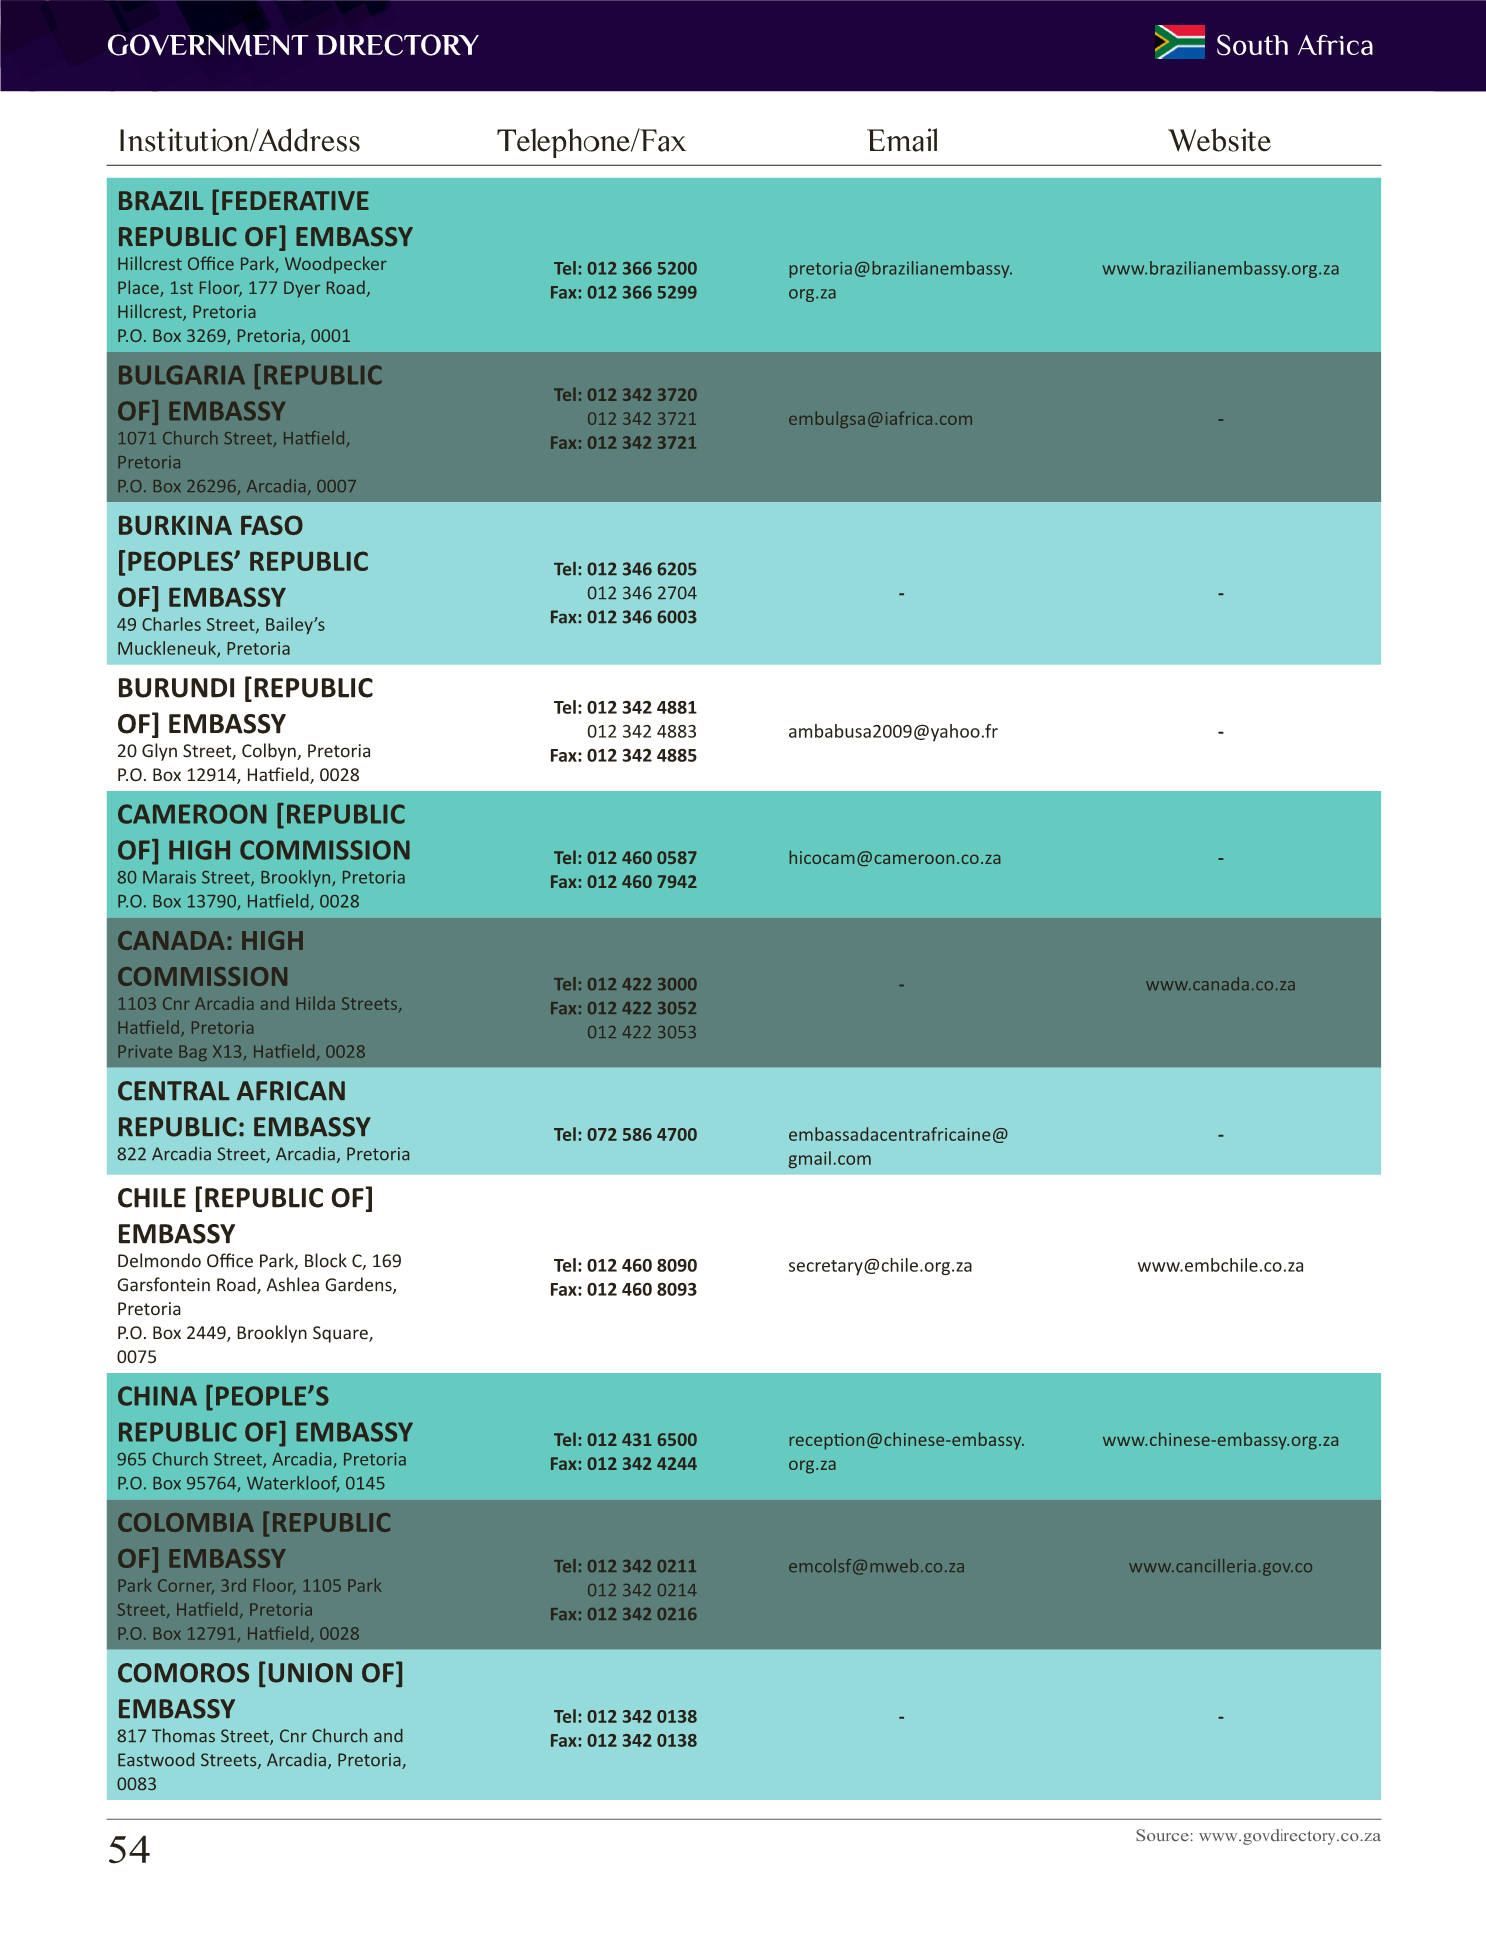 GOVERNMENT DIRECTORY
South Africa
Institution/Address Telephone/Fax Email Website
BRAZIL [FEDERATIVE
REPUBLIC OF] EMBASSY
Hillcrest Office Park, Woodpecker
Place, 1st Floor, 177 Dyer Road,
Hillcrest, Pretoria
P.O. Box 3269, Pretoria, 0001
Tel: 012 366 5200
Fax: 012 366 5299
pretoria@brazilianembassy.
org.za
www.brazilianembassy.org.za
BULGARIA [REPUBLIC
OF] EMBASSY
1071 Church Street, Hatfield,
Pretoria
P.O. Box 26296, Arcadia, 0007
Tel: 012 342 3720
012 342 3721
Fax: 012 342 3721
embulgsa@iafrica.com
-
BURKINA FASO
[PEOPLES’ REPUBLIC
OF] EMBASSY
49 Charles Street, Bailey’s
Muckleneuk, Pretoria
Tel: 012 346 6205
012 346 2704
Fax: 012 346 6003
-
-
BURUNDI [REPUBLIC
OF] EMBASSY
20 Glyn Street, Colbyn, Pretoria
P.O. Box 12914, Hatfield, 0028
Tel: 012 342 4881
012 342 4883
Fax: 012 342 4885
ambabusa2009@yahoo.fr
-
CAMEROON [REPUBLIC
OF] HIGH COMMISSION
80 Marais Street, Brooklyn, Pretoria
P.O. Box 13790, Hatfield, 0028
Tel: 012 460 0587
Fax: 012 460 7942
hicocam@cameroon.co.za
-
CANADA: HIGH
COMMISSION
1103 Cnr Arcadia and Hilda Streets,
Hatfield, Pretoria
Private Bag X13, Hatfield, 0028
Tel: 012 422 3000
Fax: 012 422 3052
012 422 3053
-
www.canada.co.za
CENTRAL AFRICAN
REPUBLIC: EMBASSY
822 Arcadia Street, Arcadia, Pretoria
Tel: 072 586 4700
embassadacentrafricaine@
gmail.com
-
CHILE [REPUBLIC OF]
EMBASSY
Delmondo Office Park, Block C, 169
Garsfontein Road, Ashlea Gardens,
Pretoria
P.O. Box 2449, Brooklyn Square,
0075
Tel: 012 460 8090
Fax: 012 460 8093
secretary@chile.org.za
www.embchile.co.za
CHINA [PEOPLE’S
REPUBLIC OF] EMBASSY
965 Church Street, Arcadia, Pretoria
P.O. Box 95764, Waterkloof, 0145
Tel: 012 431 6500
Fax: 012 342 4244
reception@chinese-embassy.
org.za
www.chinese-embassy.org.za
COLOMBIA [REPUBLIC
OF] EMBASSY
Park Corner, 3rd Floor, 1105 Park
Street, Hatfield, Pretoria
P.O. Box 12791, Hatfield, 0028
Tel: 012 342 0211
012 342 0214
Fax: 012 342 0216
emcolsf@mweb.co.za
www.cancilleria.gov.co
COMOROS [UNION OF]
EMBASSY
817 Thomas Street, Cnr Church and
Eastwood Streets, Arcadia, Pretoria,
0083
Tel: 012 342 0138
Fax: 012 342 0138
-
-
54
Source: www.govdirectory.co.za